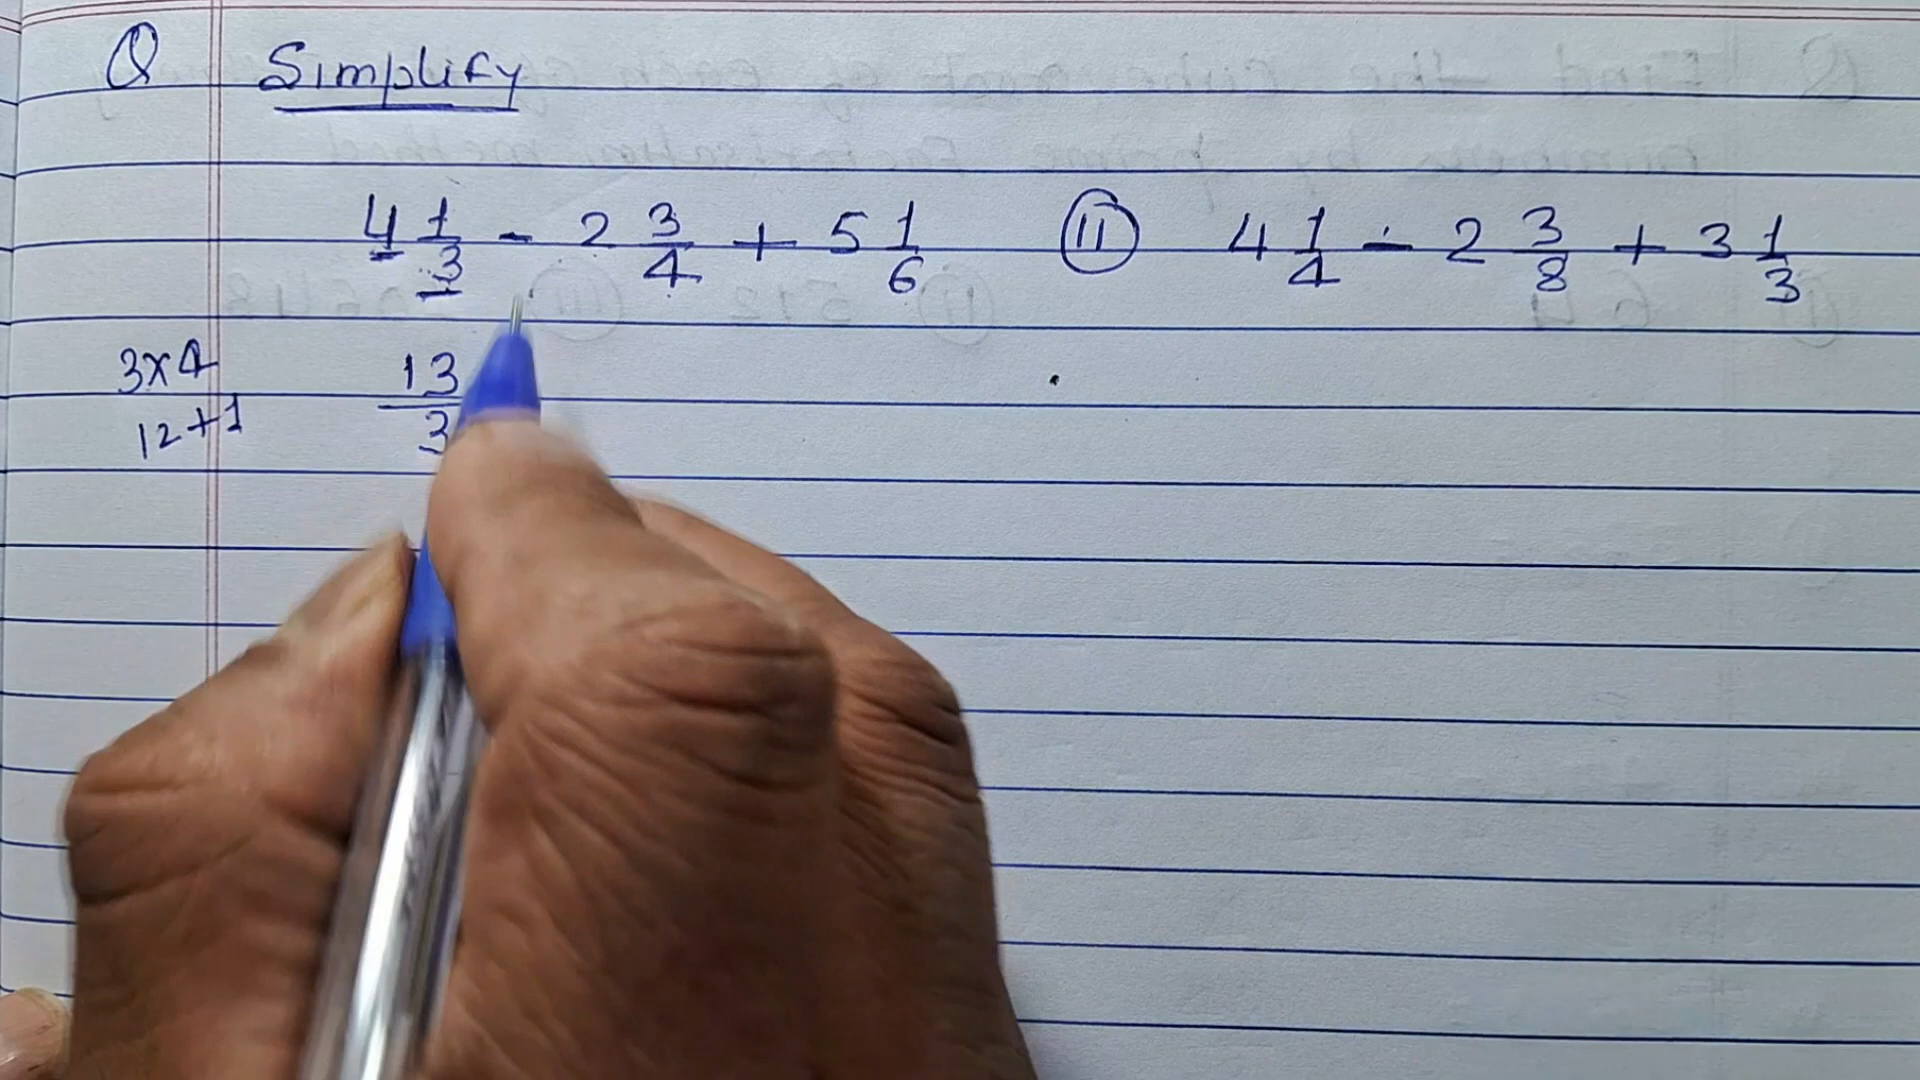 Q Simplify
4 1/3 - 2 3/4 + 5 1/6 (11) 4 1/4 - 2 3/8 + 3 1/3
3x4 13/3
12+1